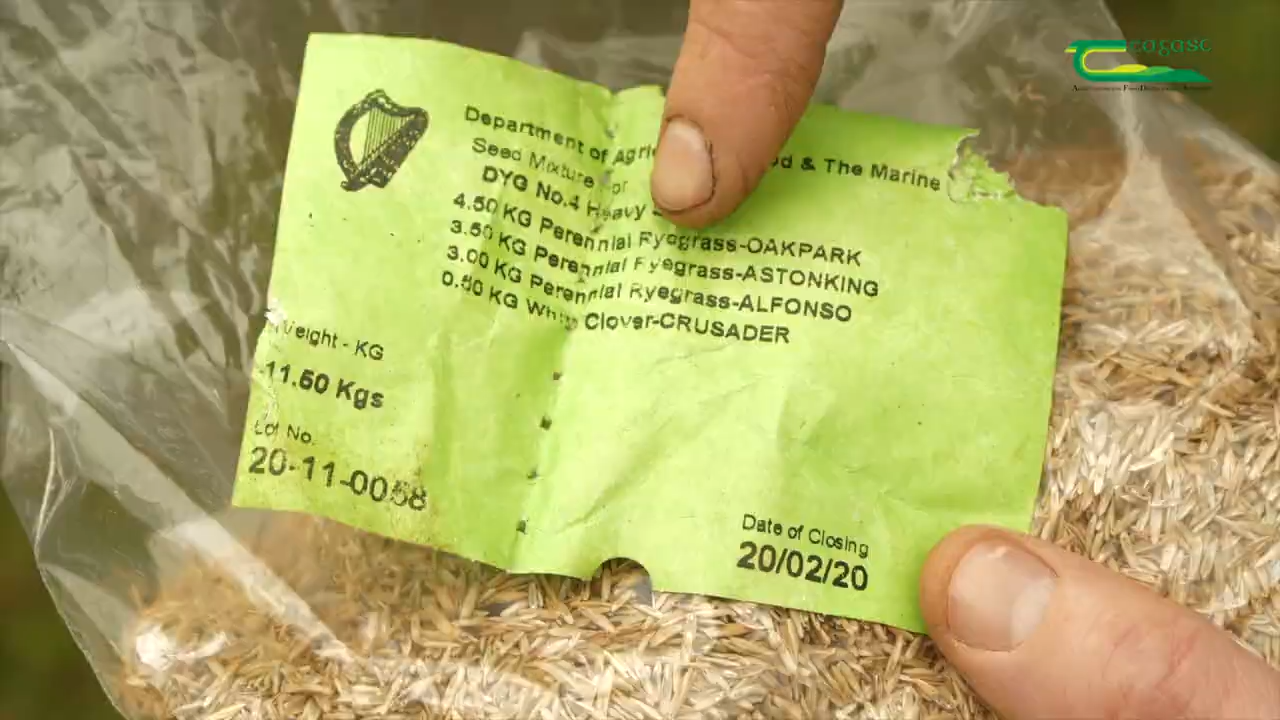 teagasc
Department of Agri d & The Marine
Seed Mixture For
DYG No.4 Heavy
4.50 KG Perennial Ryegrass-OAKPARK
3.50 KG Perennial Ryegrass-ASTONKING
3.00 KG Perennial Ryegrass-ALFONSO
0.50 KG White Clover-CRUSADER
Weight - KG
11.50 Kgs
Lot No.
20-11-0058
Date of Closing
20/02/20